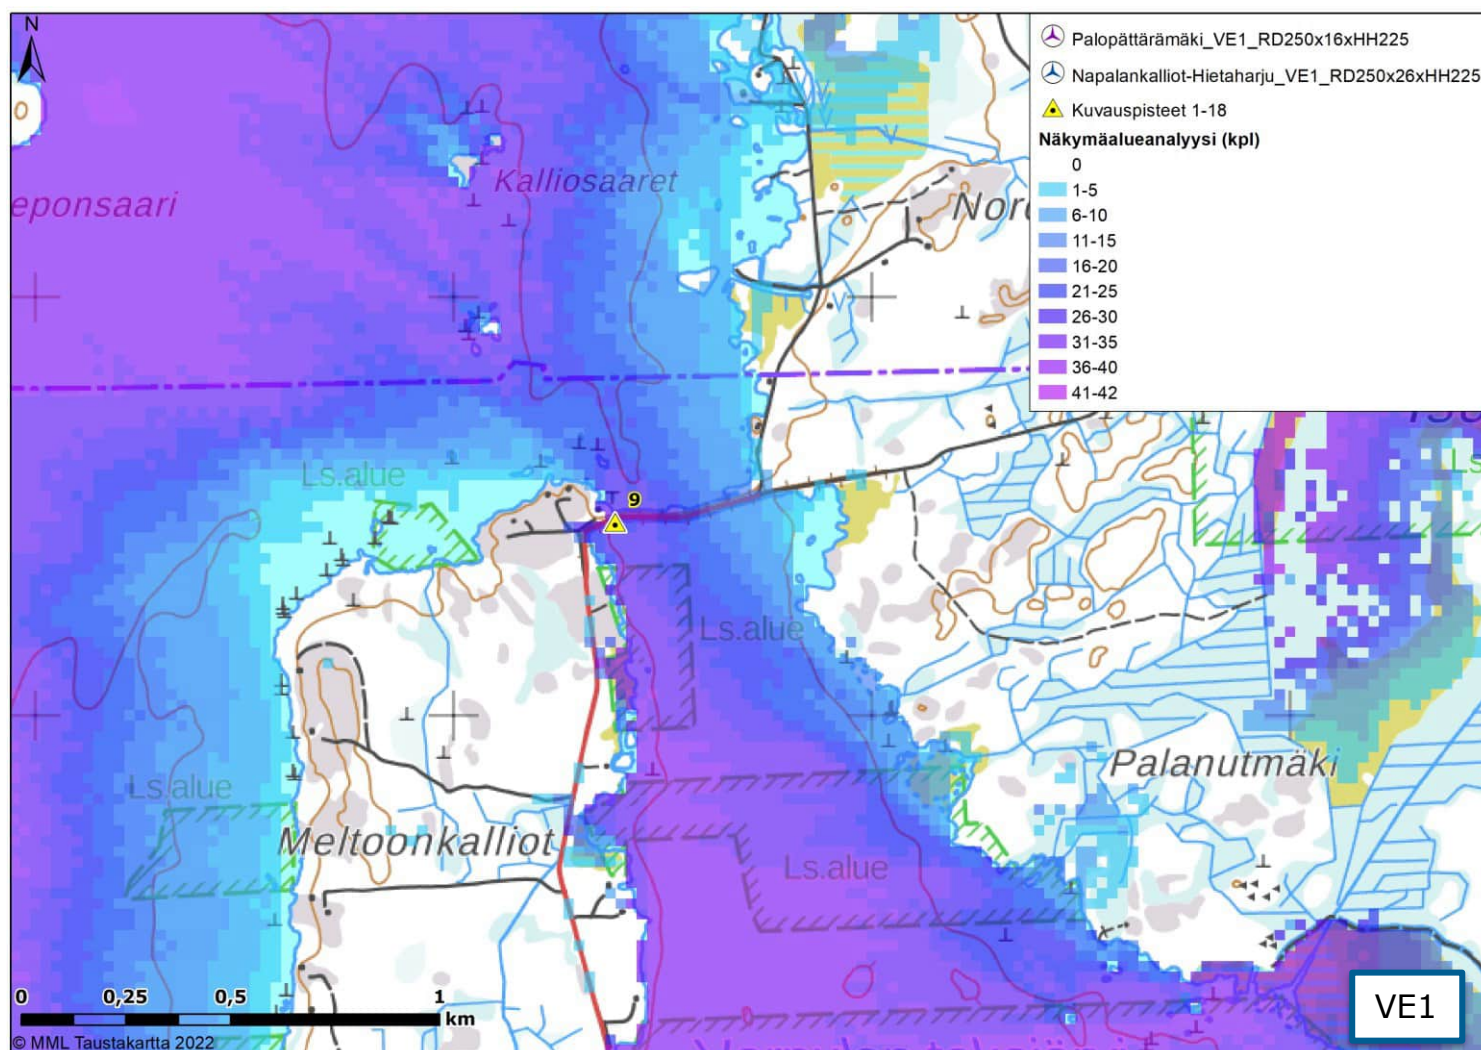 N
Palopättärämäki_VE1_RD250x16xHH225
Napalankalliot-Hietaharju_VE1_RD250x26xHH225
Kuvauspisteet 1-18
Näkymäalueanalyysi (kpl)
0
1-5
6-10
11-15
16-20
21-25
26-30
31-35
36-40
41-42
Kalliosaaret
eponsaari
Nor
Ls.alue
9
Ls
Ls.alue
Palanutmäki
Ls.alue
Meltoonkalliot
Ls.alue
0 0,25 0,5 1
km
VE1
© MML Taustakartta 2022